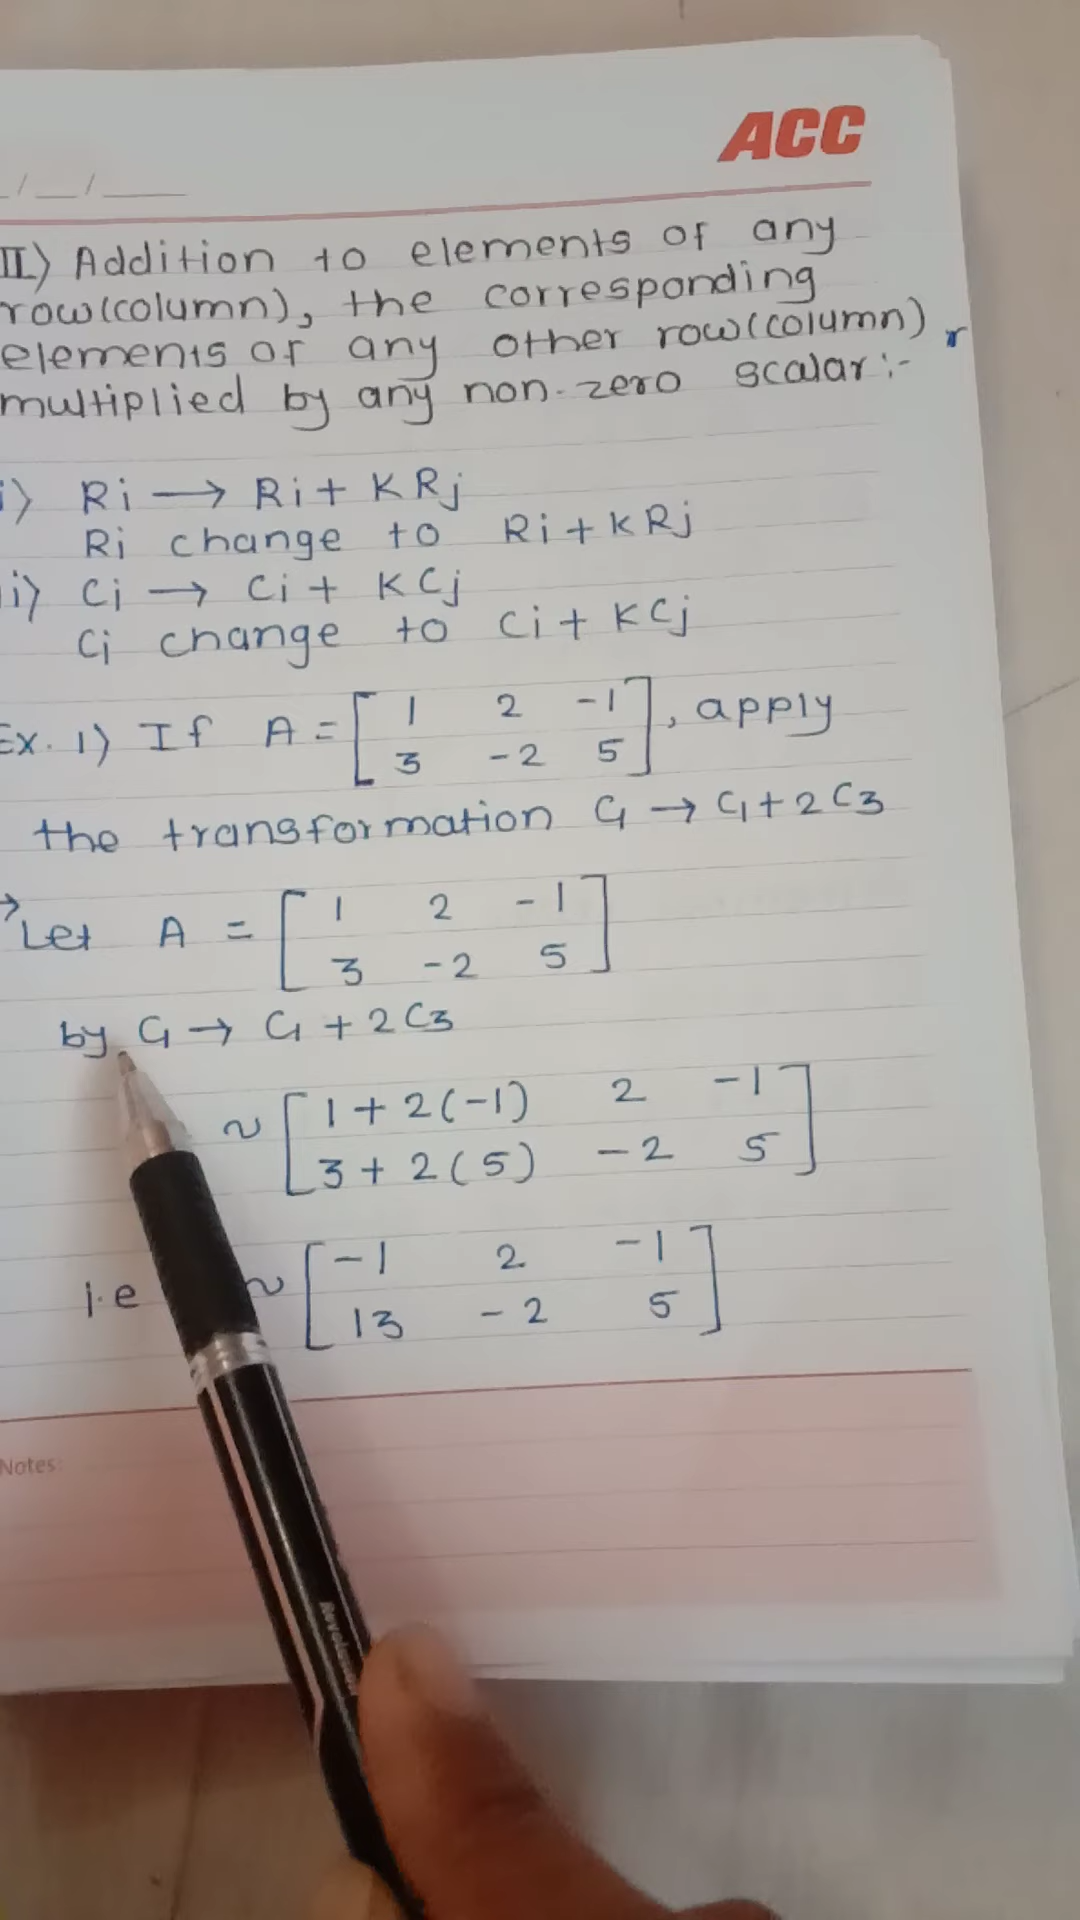 ACC
_/__/____
II) Addition to elements of any
row(column), the corresponding
elements of any other row(column),
multiplied by any non-zero scalar:-
i) Ri → Ri + KRj
Ri change to Ri + kRj
i) Ci → Ci + KCj
Ci change to Ci + KCj
Ex. 1) If A = [1 2 -1], apply
[3 -2 5]
the transformation C1 → C1 + 2C3
→
Let A = [1 2 -1]
[3 -2 5]
by C1 → C1 + 2C3
~ [1+2(-1) 2 -1]
[3+2(5) -2 5]
i.e ~ [-1 2 -1]
[13 -2 5]
Notes: